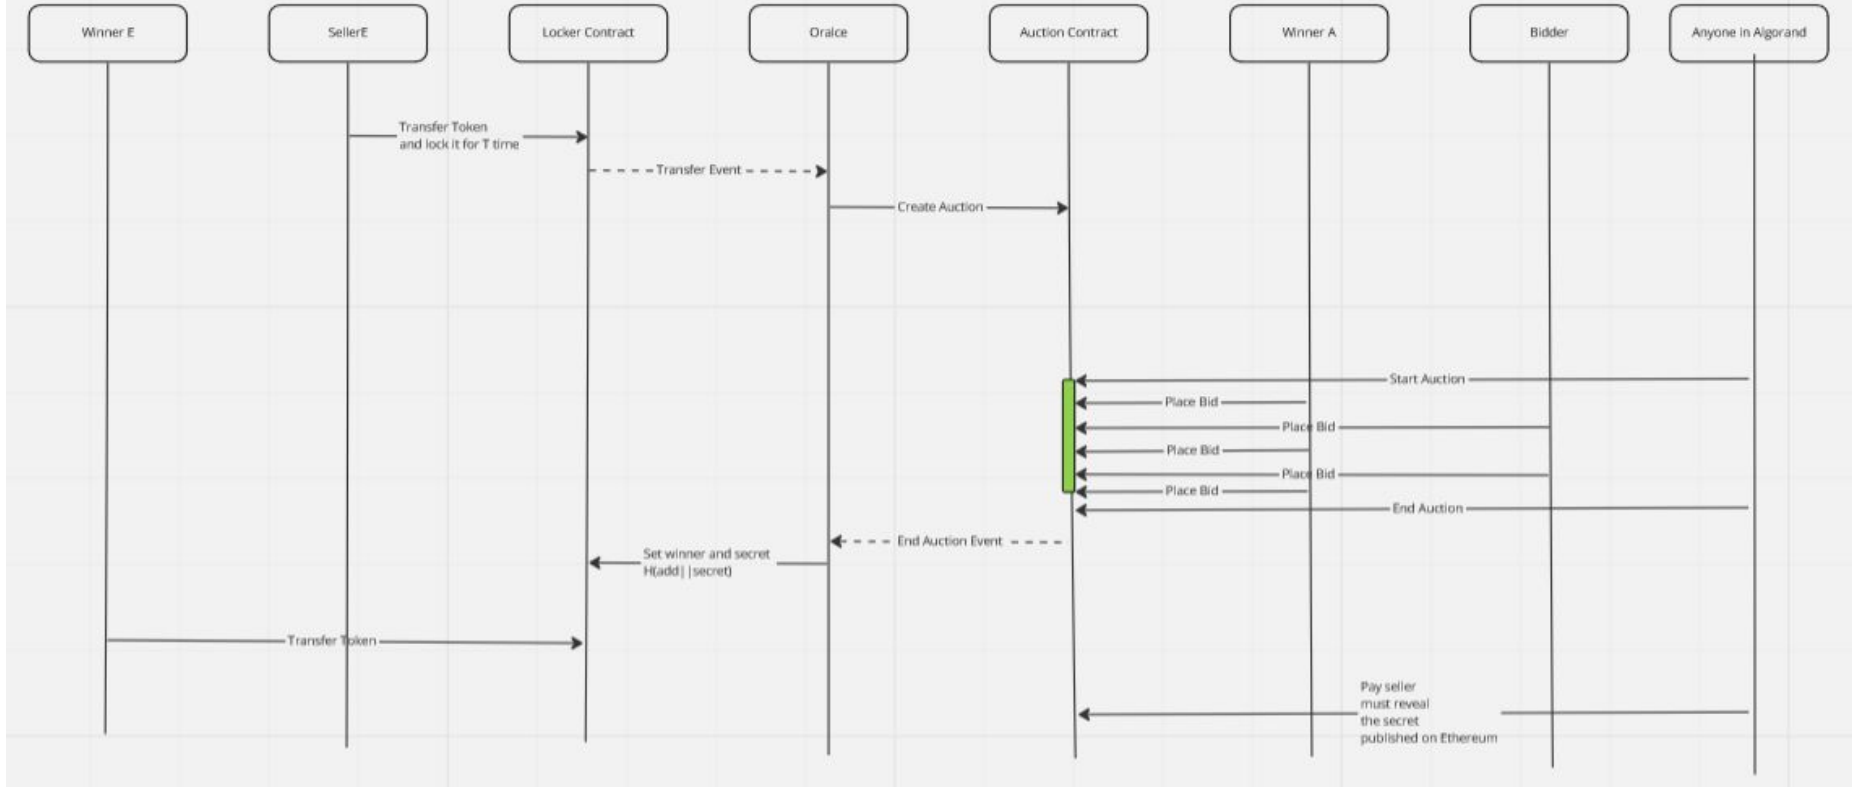 Winner E
SellerE
Locker Contract
Oralce
Auction Contract
Winner A
Bidder
Anyone in Algorand
Transfer Token
and lock it for T time
Transfer Event
Create Auction
Start Auction
Place Bid
Place Bid
Place Bid
Place Bid
Place Bid
End Auction
End Auction Event
Set winner and secret
H(add||secret)
Transfer Token
Pay seller
must reveal
the secret
published on Ethereum